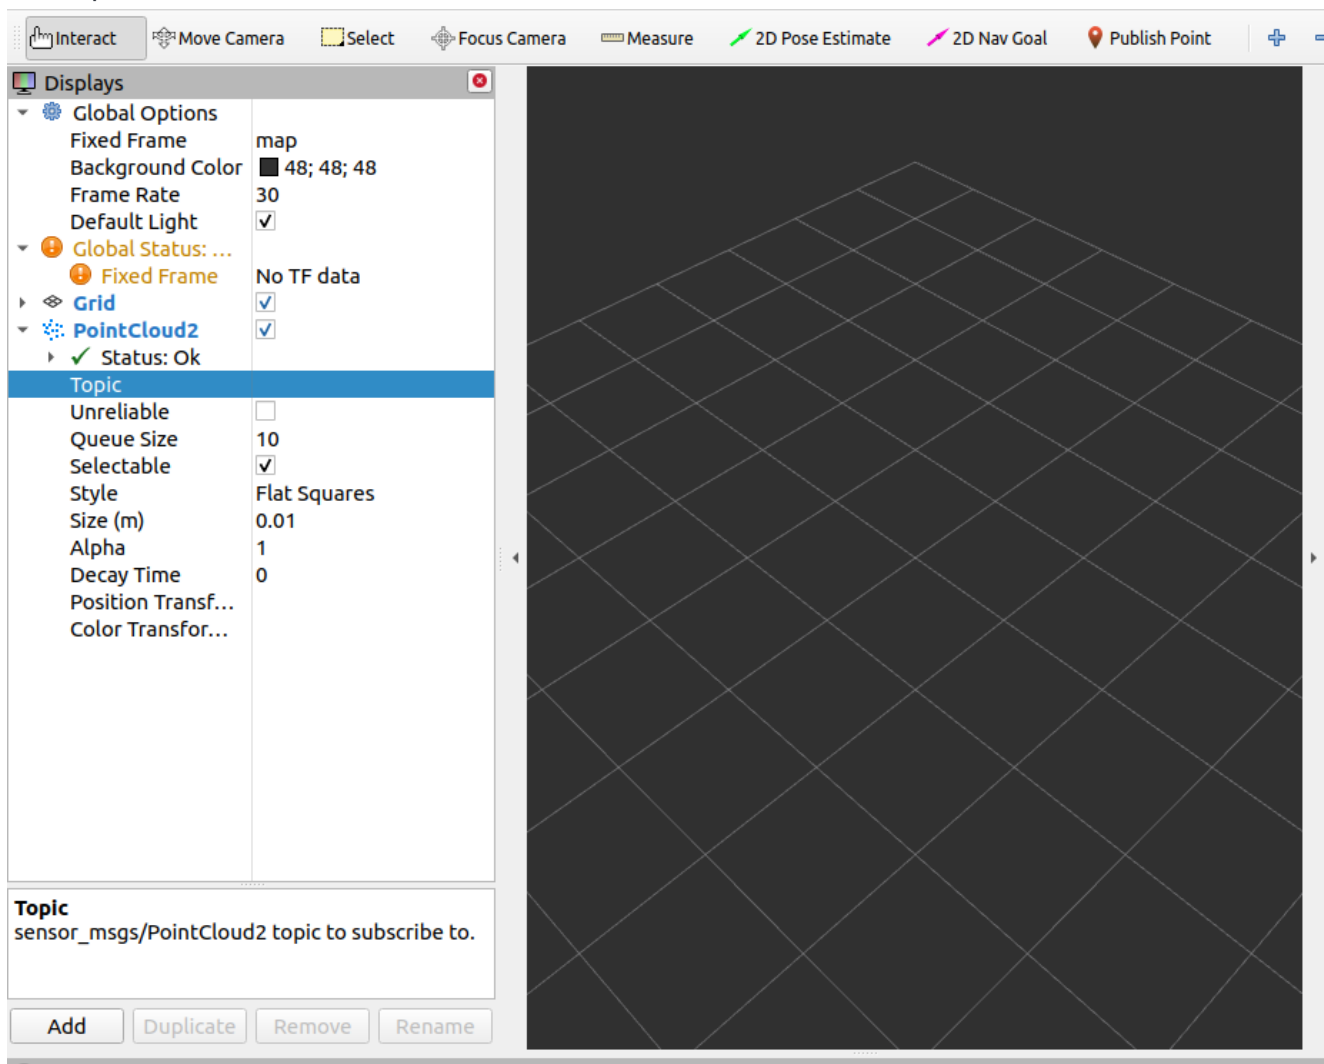 Interact Move Camera Select Focus Camera Measure 2D Pose Estimate 2D Nav Goal Publish Point
Displays
Global Options
Fixed Frame map
Background Color 48; 48; 48
Frame Rate 30
Default Light
Global Status: ...
Fixed Frame No TF data
Grid
PointCloud2
Status: Ok
Topic
Unreliable
Queue Size 10
Selectable
Style Flat Squares
Size (m) 0.01
Alpha 1
Decay Time 0
Position Transf...
Color Transfor...
Topic
sensor_msgs/PointCloud2 topic to subscribe to.
Add Duplicate Remove Rename